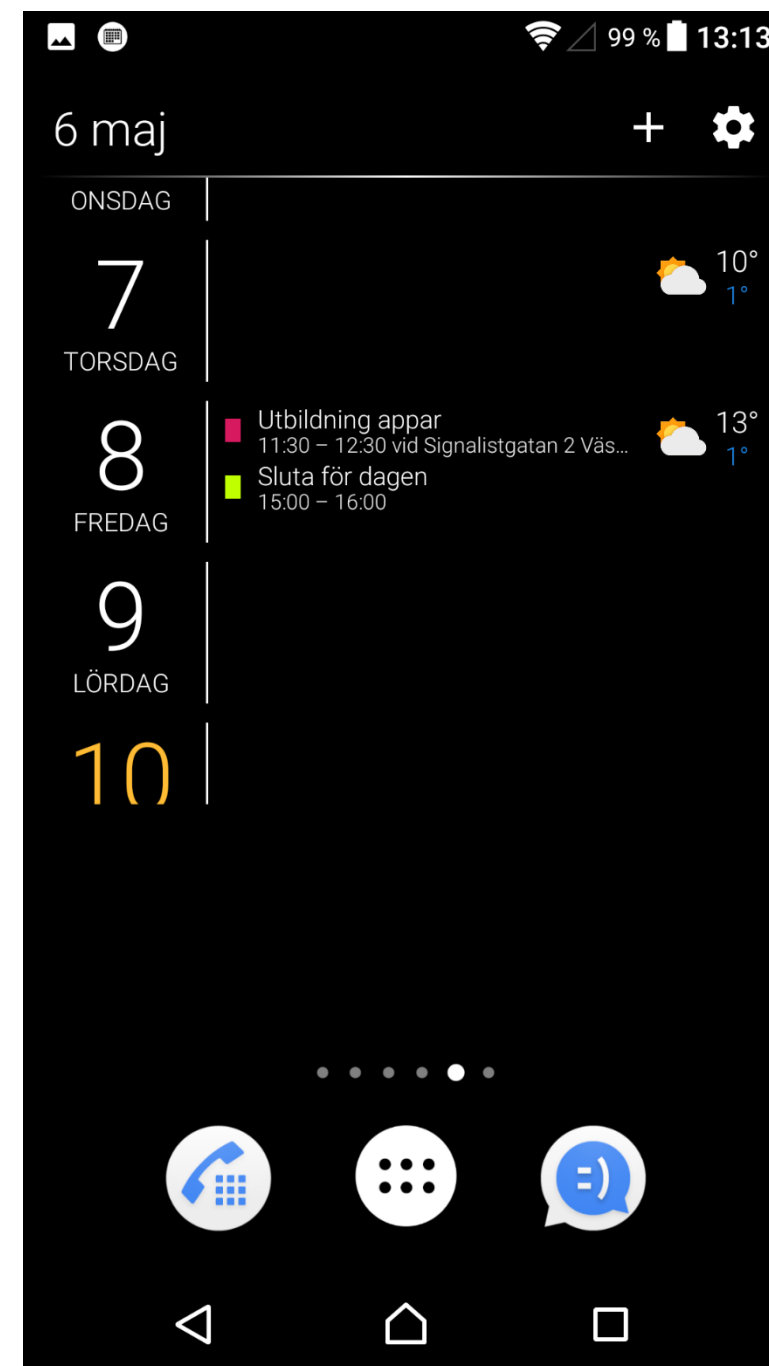 99 % 13:13
6 maj
ONSDAG
7
10°
1°
TORSDAG
8
Utbildning appar
13°
11:30 – 12:30 vid Signalistgatan 2 Väs...
1°
Sluta för dagen
15:00 – 16:00
FREDAG
9
LÖRDAG
10